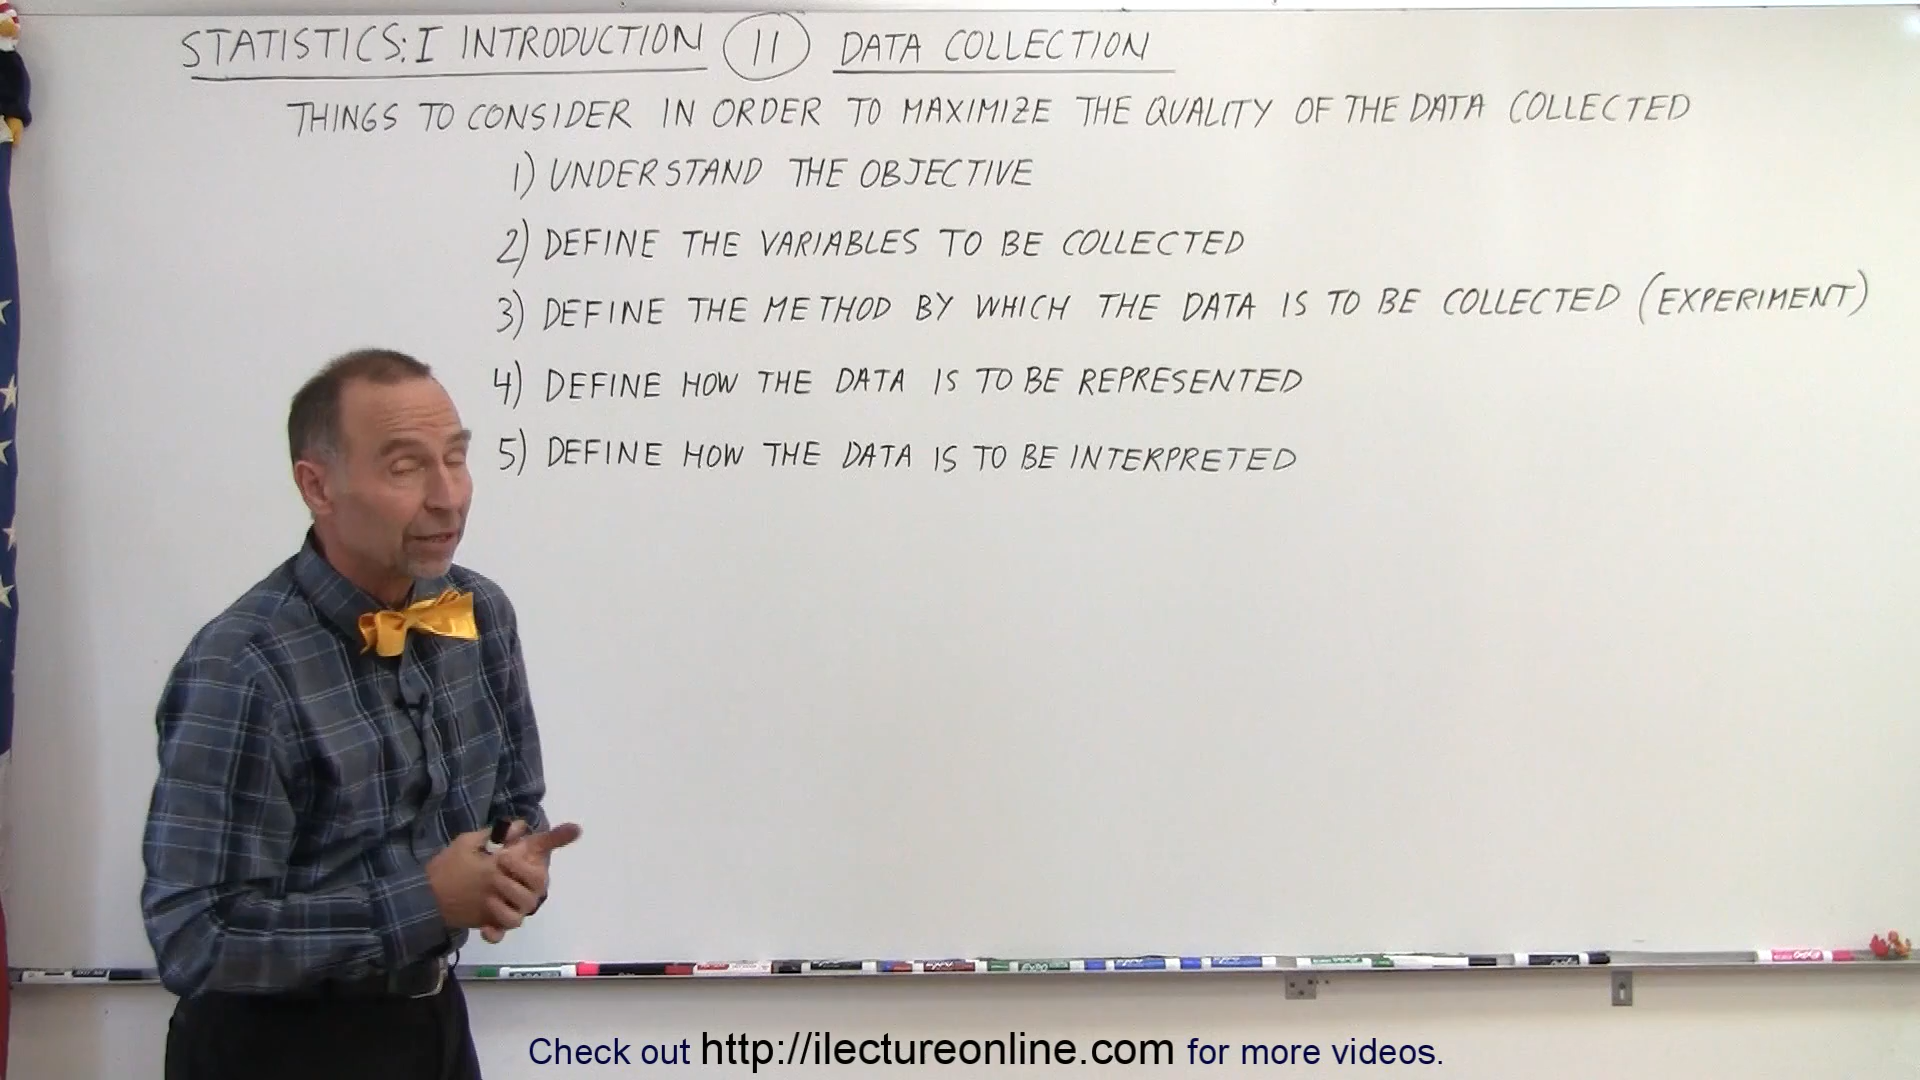 STATISTICS: I INTRODUCTION 11 DATA COLLECTION
THINGS TO CONSIDER IN ORDER TO MAXIMIZE THE QUALITY OF THE DATA COLLECTED
1) UNDERSTAND THE OBJECTIVE
2) DEFINE THE VARIABLES TO BE COLLECTED
3) DEFINE THE METHOD BY WHICH THE DATA IS TO BE COLLECTED (EXPERIMENT)
4) DEFINE HOW THE DATA IS TO BE REPRESENTED
5) DEFINE HOW THE DATA IS TO BE INTERPRETED
EXPO
Check out http://ilectureonline.com for more videos.